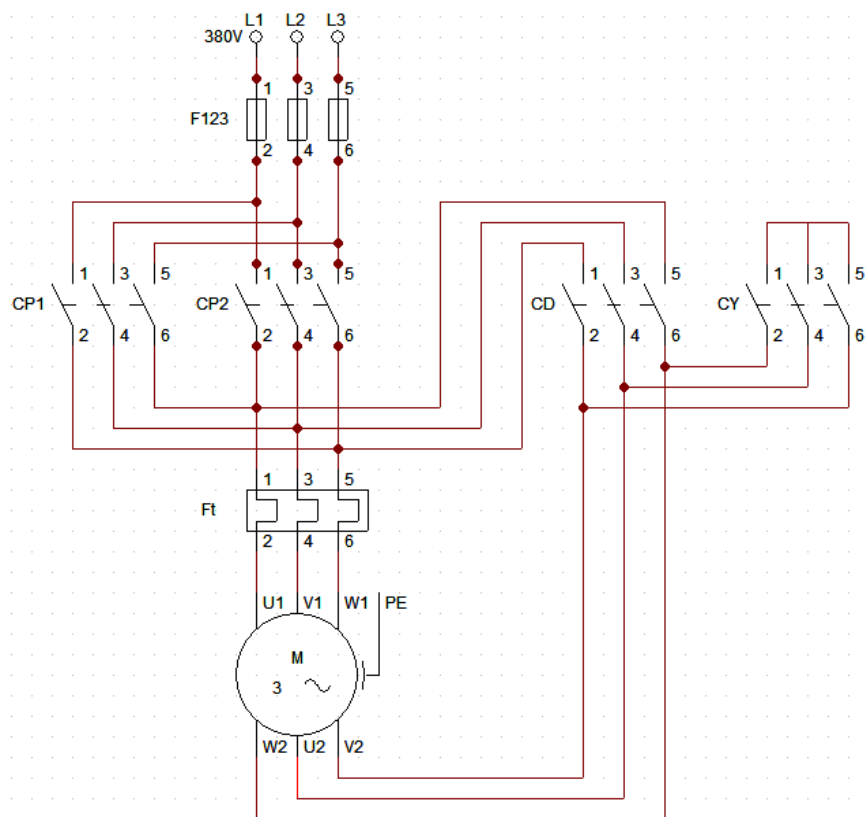 L1 L2 L3
380V
1 3 5
F123
2 4 6
1 3 5 1 3 5 1 3 5 1 3 5
CP1 CP2 CD CY
2 4 6 2 4 6 2 4 6 2 4 6
1 3 5
Ft
2 4 6
U1 V1 W1 PE
M
3
W2 U2 V2